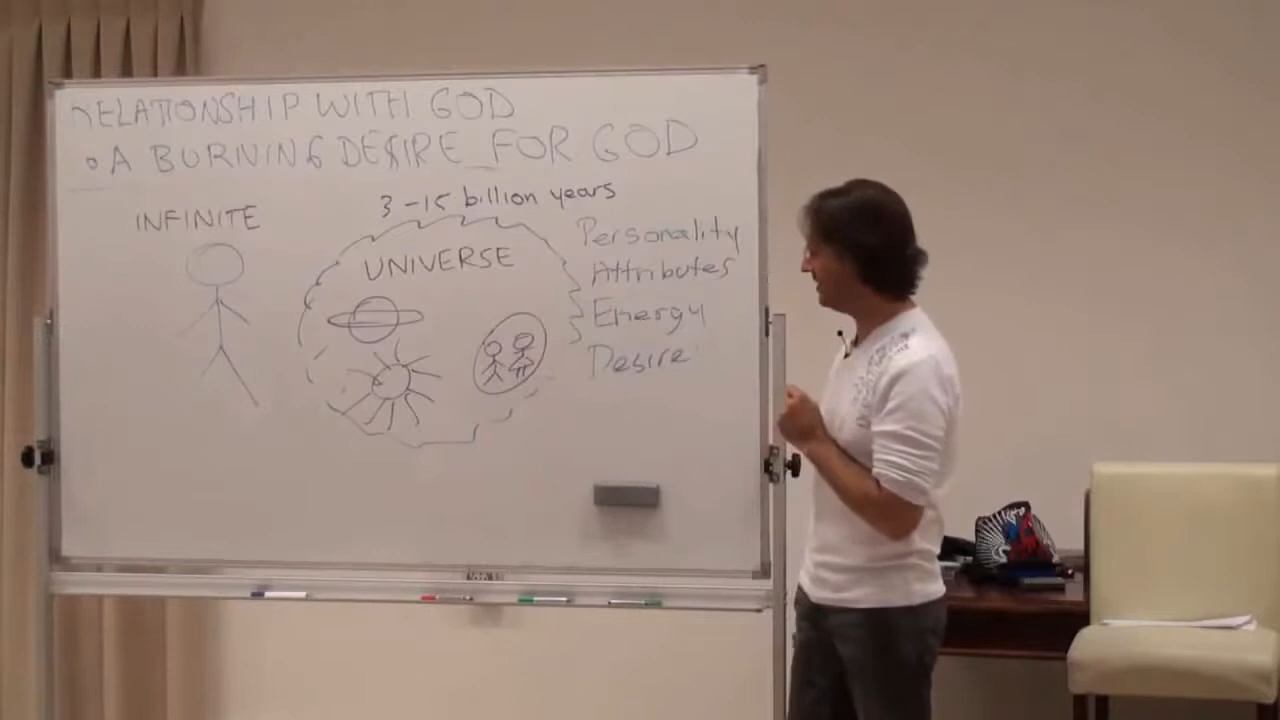 RELATIONSHIP WITH GOD
• A BURNING DESIRE FOR GOD
INFINITE
3-15 billion years
UNIVERSE
Personality
Attributes
Energy
Desire